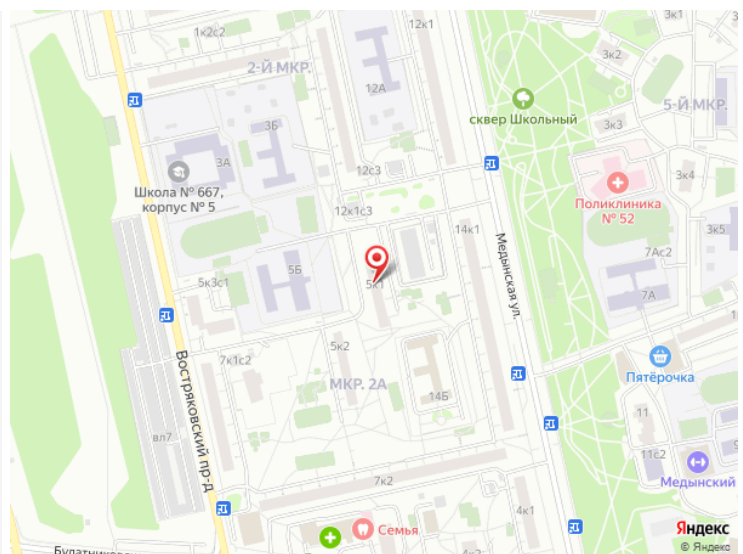 1к2с2
12к1
3к1
3к2
2-Й МКР.
12А
5-Й МКР.
сквер Школьный
3Б
3к3
3А
12с3
3к4
Школа № 667,
корпус № 5
Поликлиника
№ 52
12к1с3
14к1
Медынская ул.
3к5
7Ас2
5Б
5к3с1
5к1
7А
5к2
7к1с2
Пятёрочка
МКР. 2А
14Б
Востряковский пр-д
11
вл7
11с2
7к2
Медынский
4к1
Семья
Яндекс
© Яндекс